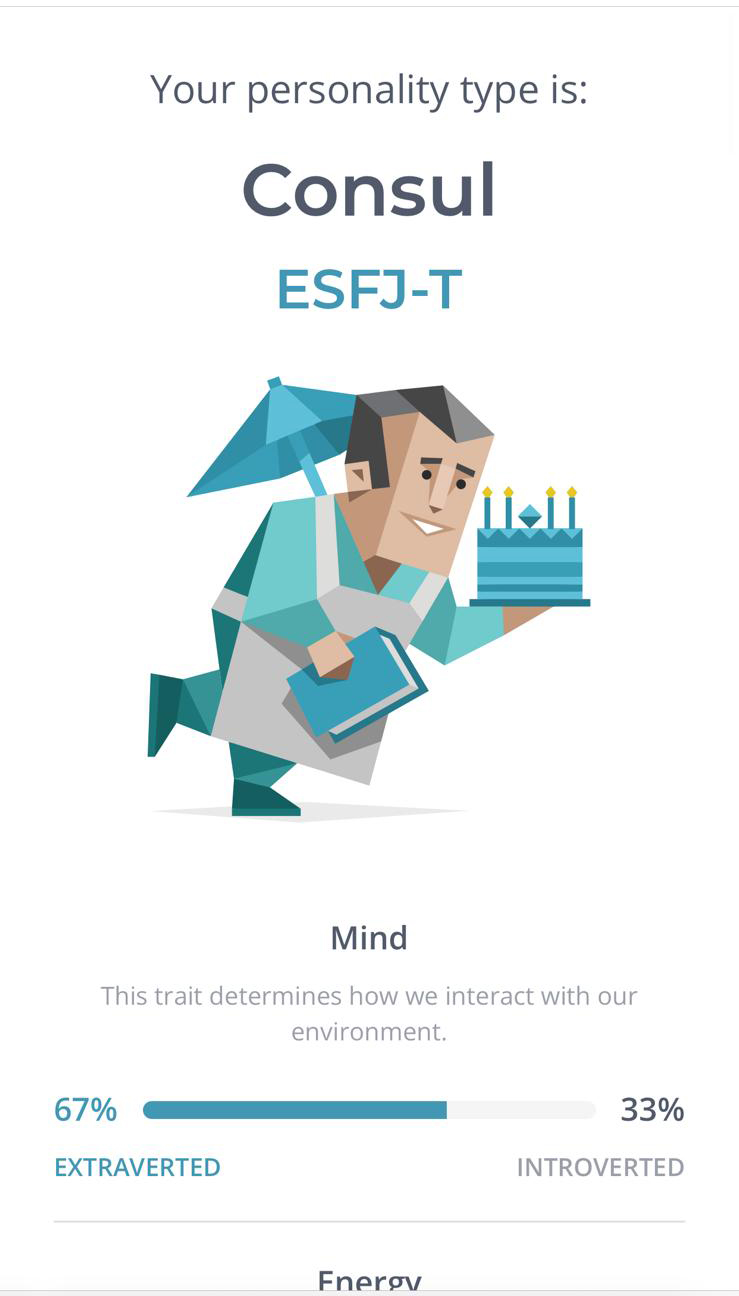 Your personality type is:
Consul
ESFJ-T
Mind
This trait determines how we interact with our
environment.
67% 33%
EXTRAVERTED INTROVERTED
Energy